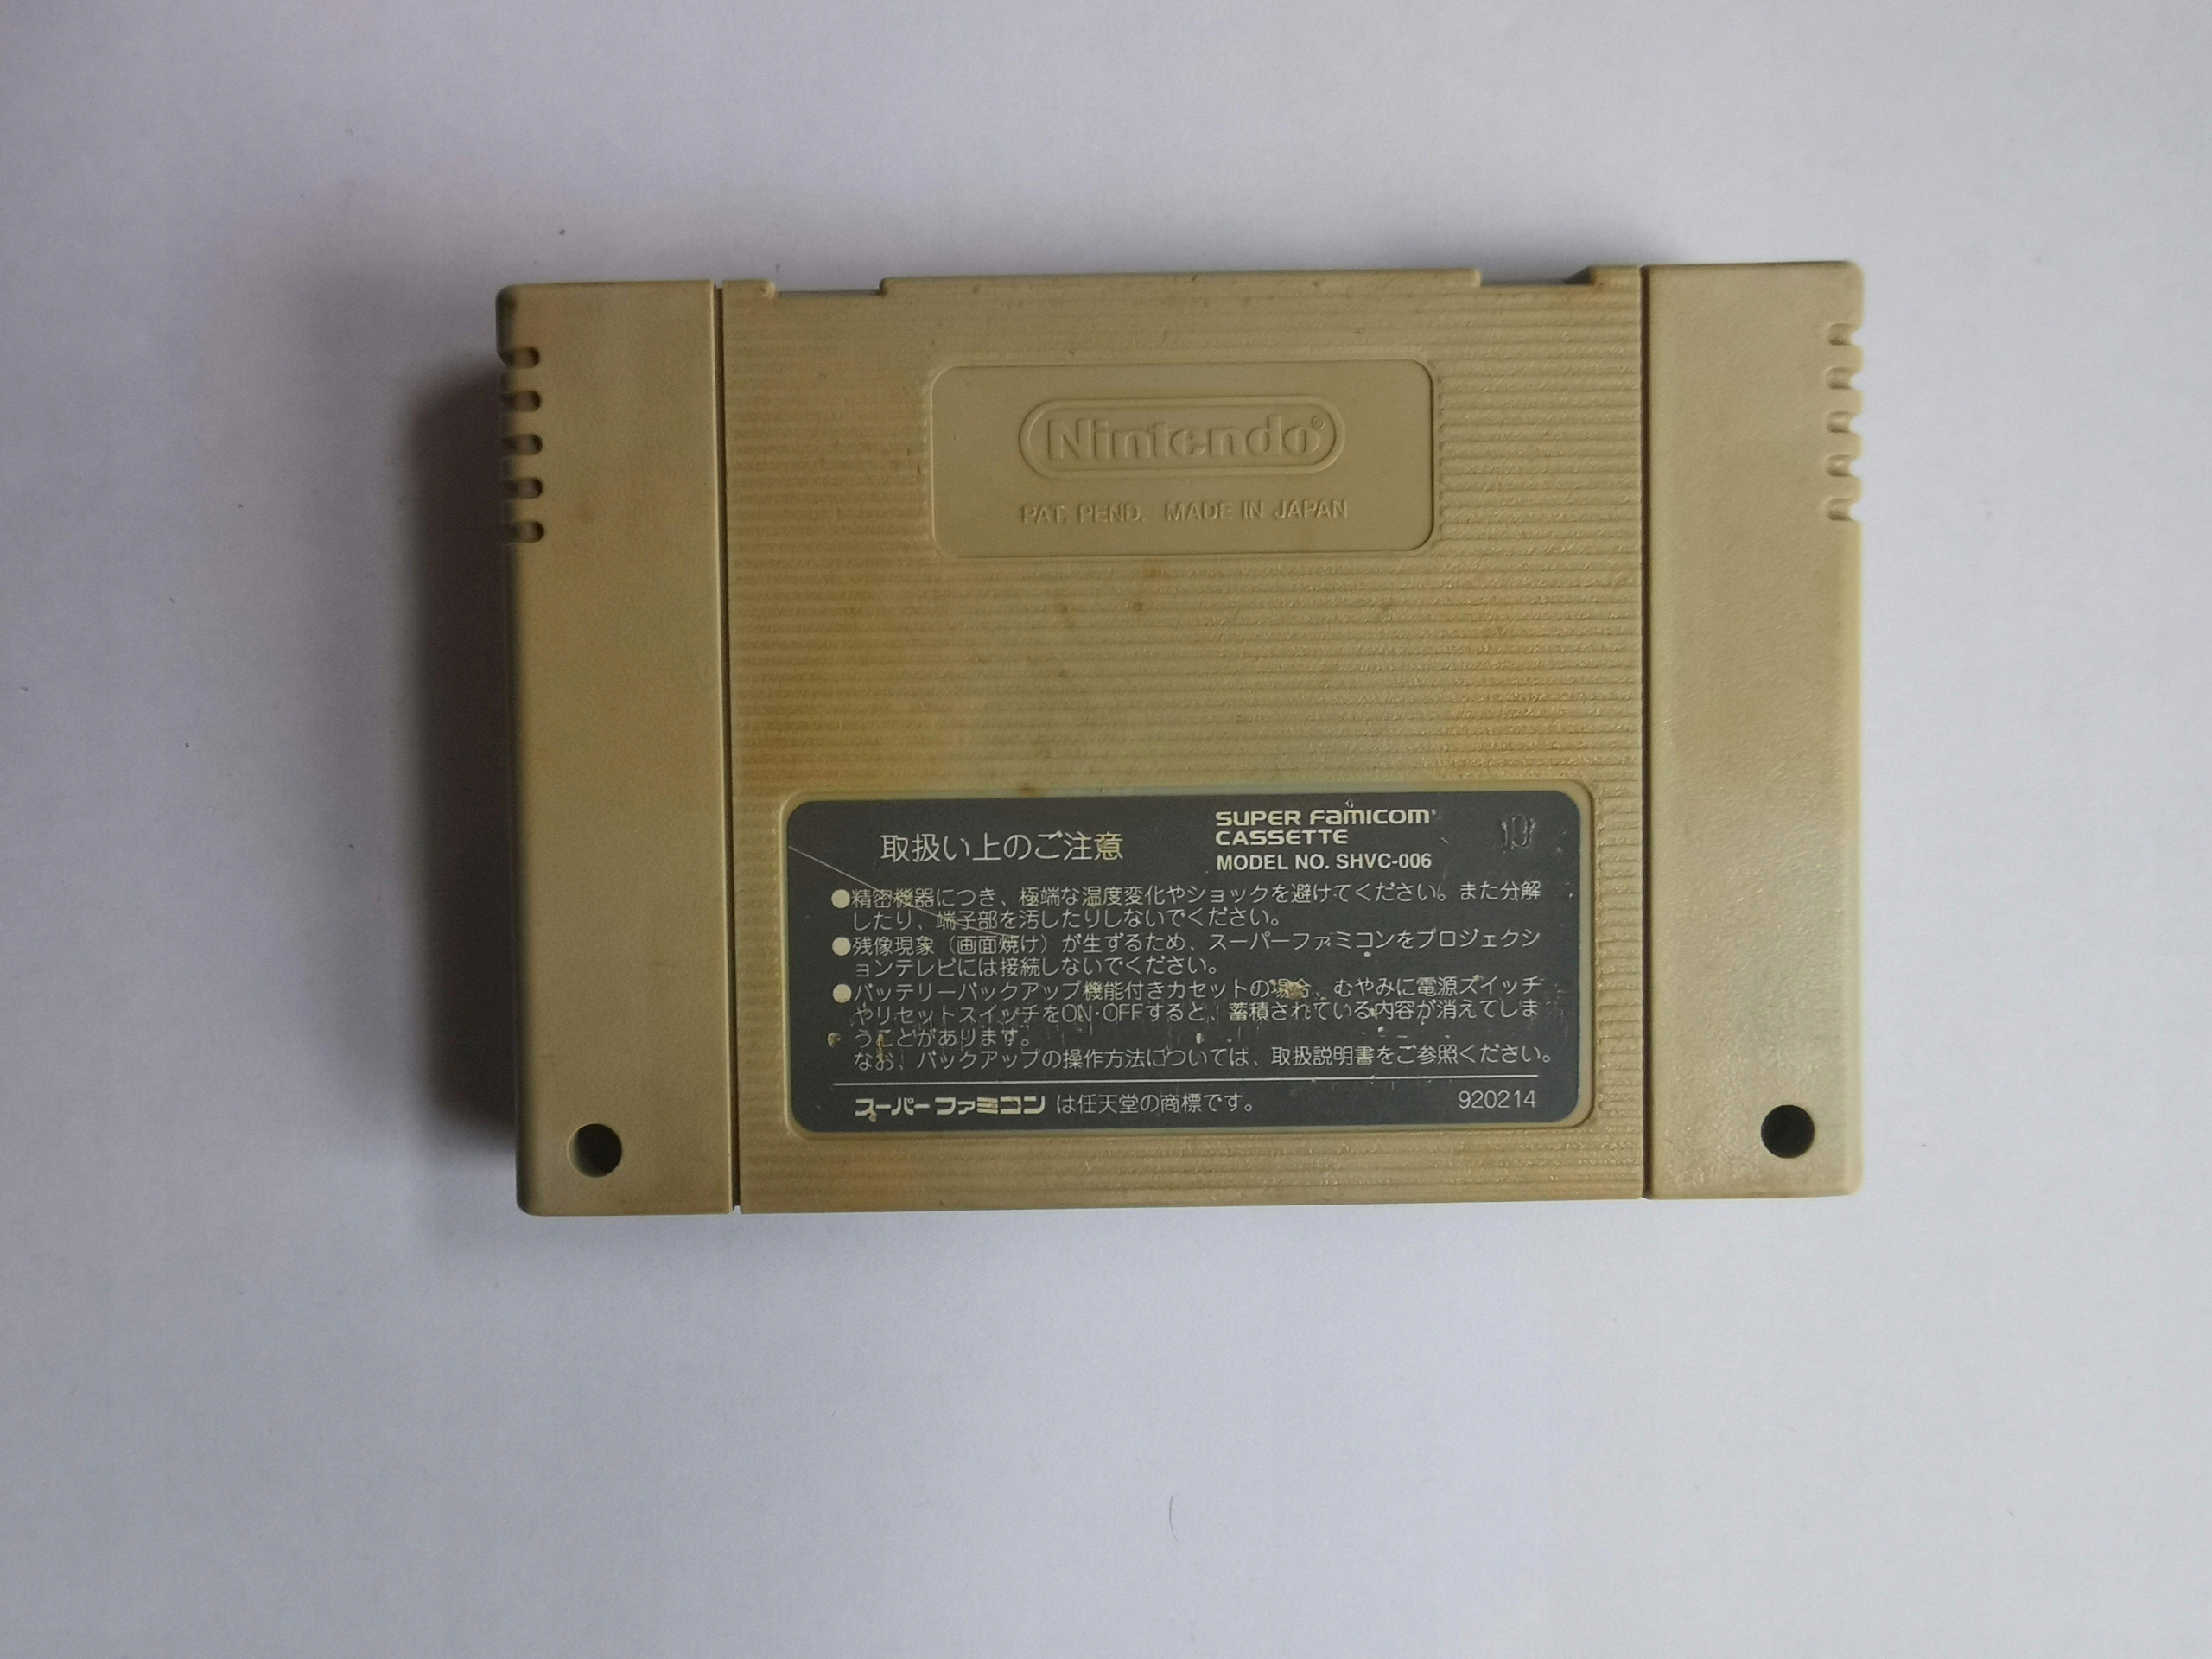 Nintendo®
PAT. PEND. MADE IN JAPAN
取扱い上のご注意
SUPER FAMICOM
CASSETTE
MODEL NO. SHVC-006
●精密機器につき、極端な温度変化やショックを避けてください。また分解
したり、端子部を汚したりしないでください。
●残像現象（画面焼け）が生ずるため、スーパーファミコンをプロジェクシ
ョンテレビには接続しないでください。
●バッテリーバックアップ機能付きカセットの場合、むやみに電源スイッチ
やリセットスイッチをON・OFFすると、蓄積されている内容が消えてしま
うことがあります。
なお、バックアップの操作方法については、取扱説明書をご参照ください。
スーパーファミコン は任天堂の商標です。
920214